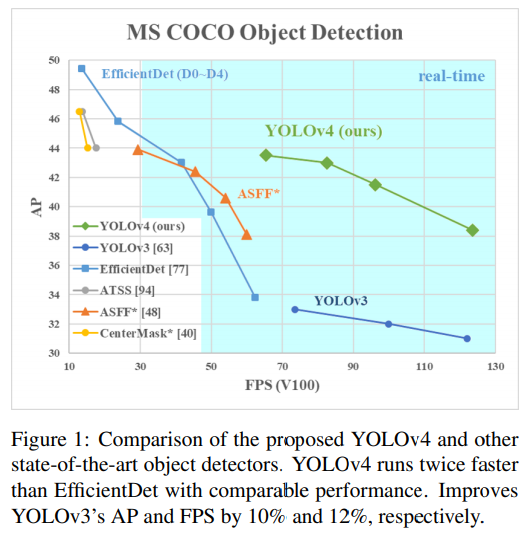 MS COCO Object Detection
50
48
46
44
42
40
38
36
34
32
30
AP
EfficientDet (D0~D4)
real-time
YOLOv4 (ours)
ASFF*
YOLOv3
YOLOv4 (ours)
YOLOv3 [63]
EfficientDet [77]
ATSS [94]
ASFF* [48]
CenterMask* [40]
10 30 50 70 90 110 130
FPS (V100)
Figure 1: Comparison of the proposed YOLOv4 and other
state-of-the-art object detectors. YOLOv4 runs twice faster
than EfficientDet with comparable performance. Improves
YOLOv3's AP and FPS by 10% and 12%, respectively.